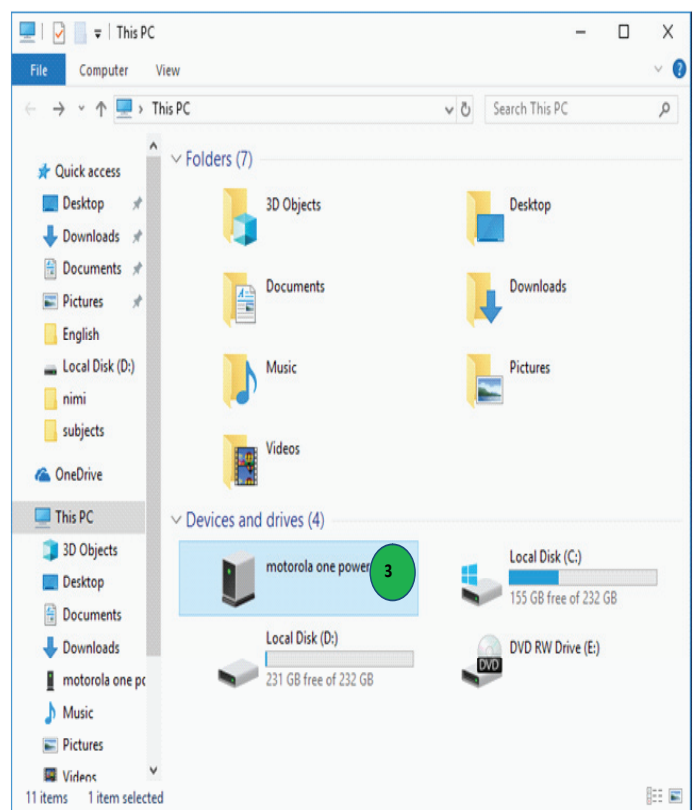 This PC
File Computer View
This PC Search This PC
Quick access
Desktop
Downloads
Documents
Pictures
English
Local Disk (D:)
nimi
subjects
OneDrive
This PC
3D Objects
Desktop
Documents
Downloads
motorola one pc
Music
Pictures
Videos
Folders (7)
3D Objects Desktop
Documents Downloads
Music Pictures
Videos
Devices and drives (4)
motorola one power 3
Local Disk (C:)
155 GB free of 232 GB
Local Disk (D:)
231 GB free of 232 GB
DVD RW Drive (E:)
DVD
11 items 1 item selected